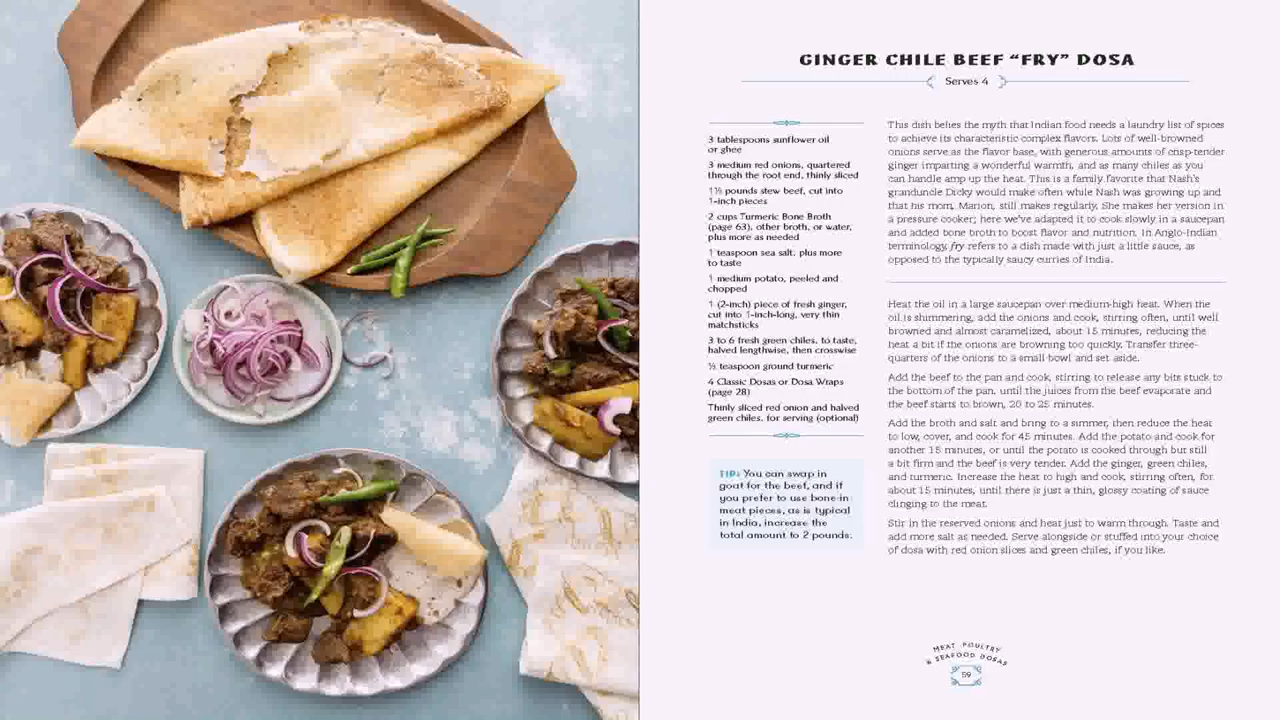 GINGER CHILE BEEF “FRY” DOSA
Serves 4
3 tablespoons sunflower oil
or ghee
3 medium red onions, quartered
through the root end, thinly sliced
1½ pounds stew beef, cut into
1-inch pieces
2 cups Turmeric Bone Broth
(page 63), other broth, or water,
plus more as needed
1 teaspoon sea salt, plus more
to taste
1 medium potato, peeled and
chopped
1 (2-inch) piece of fresh ginger,
cut into 1-inch-long, very thin
matchsticks
3 to 6 fresh green chiles, to taste,
halved lengthwise, then crosswise
½ teaspoon ground turmeric
4 Classic Dosas or Dosa Wraps
(page 28)
Thinly sliced red onion and halved
green chiles, for serving (optional)
TIP: You can swap in
goat for the beef, and if
you prefer to use bone-in
meat pieces, as is typical
in India, increase the
total amount to 2 pounds.
This dish belies the myth that Indian food needs a laundry list of spices
to achieve its characteristic complex flavors. Lots of well-browned
onions serve as the flavor base, with generous amounts of crisp-tender
ginger imparting a wonderful warmth, and as many chiles as you
can handle amp up the heat. This is a family favorite that Nash’s
granduncle Dicky would make often while Nash was growing up and
that his mom, Marion, still makes regularly. She makes her version in
a pressure cooker; here we’ve adapted it to cook slowly in a saucepan
and added bone broth to boost flavor and nutrition. In Anglo-Indian
terminology, fry refers to a dish made with just a little sauce, as
opposed to the typically saucy curries of India.
Heat the oil in a large saucepan over medium-high heat. When the
oil is shimmering, add the onions and cook, stirring often, until well
browned and almost caramelized, about 15 minutes, reducing the
heat a bit if the onions are browning too quickly. Transfer three-
quarters of the onions to a small bowl and set aside.
Add the beef to the pan and cook, stirring to release any bits stuck to
the bottom of the pan, until the juices from the beef evaporate and
the beef starts to brown, 20 to 25 minutes.
Add the broth and salt and bring to a simmer, then reduce the heat
to low, cover, and cook for 45 minutes. Add the potato and cook for
another 15 minutes, or until the potato is cooked through but still
a bit firm and the beef is very tender. Add the ginger, green chiles,
and turmeric. Increase the heat to high and cook, stirring often, for
about 15 minutes, until there is just a thin, glossy coating of sauce
clinging to the meat.
Stir in the reserved onions and heat just to warm through. Taste and
add more salt as needed. Serve alongside or stuffed into your choice
of dosa with red onion slices and green chiles, if you like.
MEAT, POULTRY
& SEAFOOD DOSAS
59